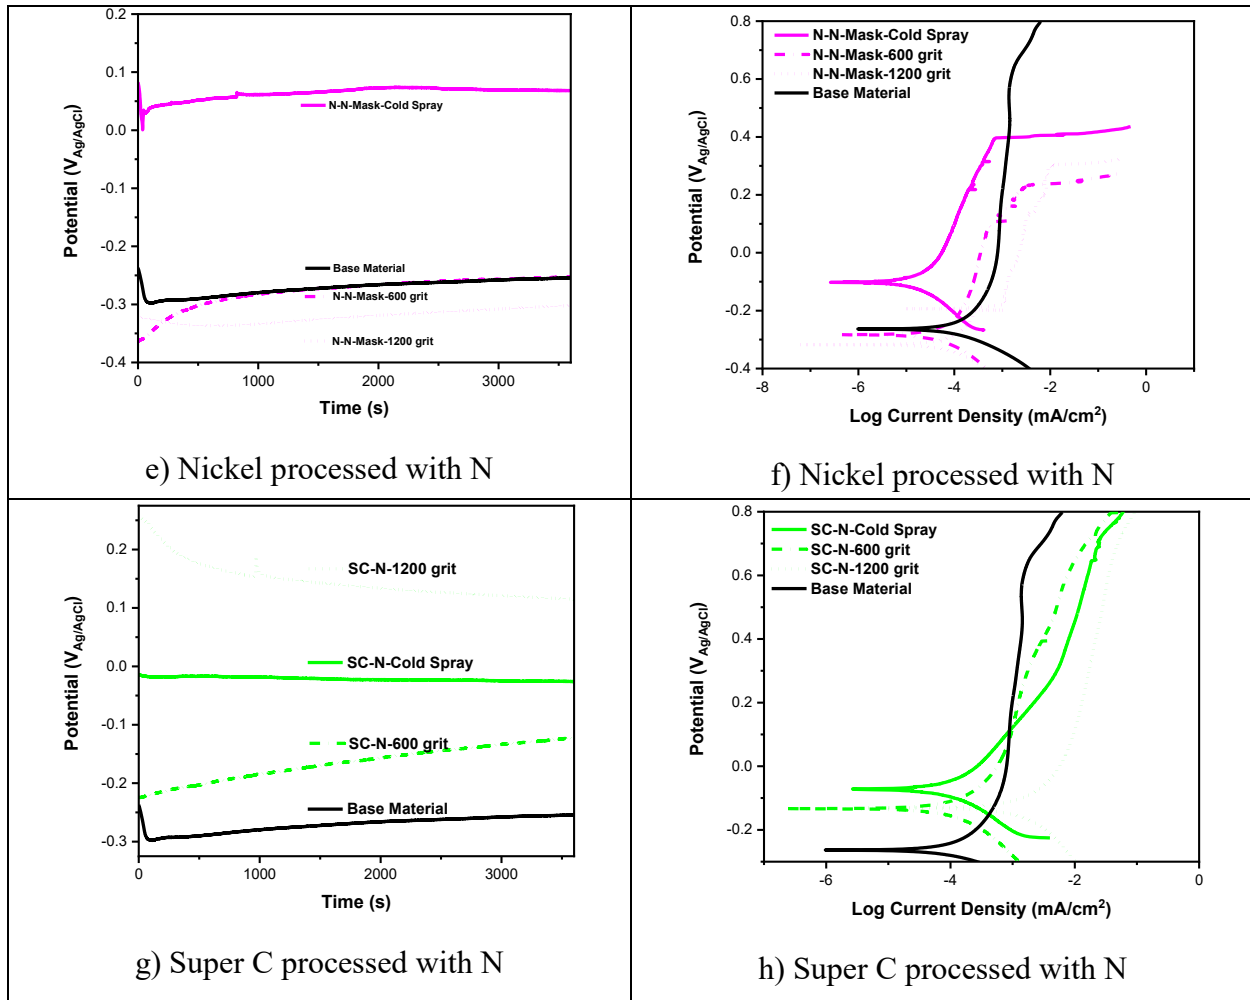 0.2
0.1
0.0
-0.1
-0.2
-0.3
-0.4
Potential (V_Ag/AgCl)
N-N-Mask-Cold Spray
Base Material
N-N-Mask-600 grit
N-N-Mask-1200 grit
0 1000 2000 3000
Time (s)
e) Nickel processed with N
0.8
0.6
0.4
0.2
0.0
-0.2
-0.4
Potential (V_Ag/AgCl)
N-N-Mask-Cold Spray
N-N-Mask-600 grit
N-N-Mask-1200 grit
Base Material
-8 -6 -4 -2 0
Log Current Density (mA/cm²)
f) Nickel processed with N
0.2
0.1
0.0
-0.1
-0.2
-0.3
Potential (V_Ag/AgCl)
SC-N-1200 grit
SC-N-Cold Spray
SC-N-600 grit
Base Material
0 1000 2000 3000
Time (s)
g) Super C processed with N
0.8
0.6
0.4
0.2
0.0
-0.2
Potential (V_Ag/AgCl)
SC-N-Cold Spray
SC-N-600 grit
SC-N-1200 grit
Base Material
-6 -4 -2 0
Log Current Density (mA/cm²)
h) Super C processed with N